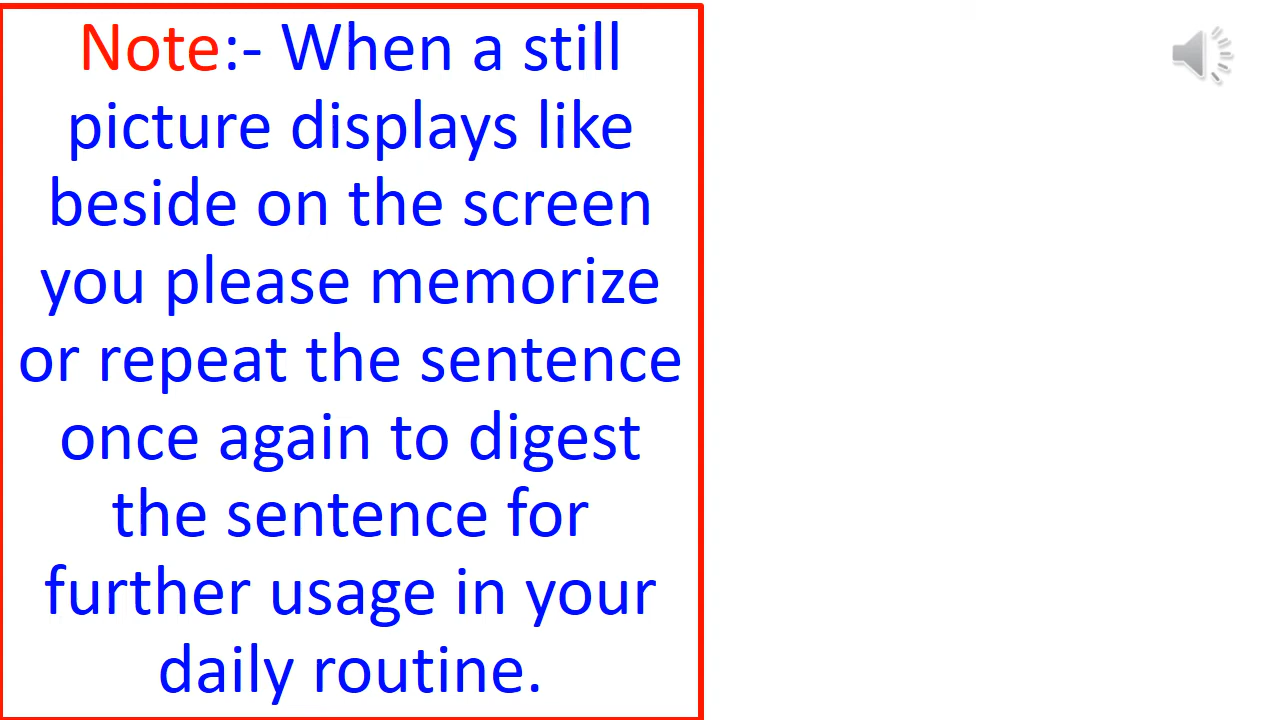 Note:- When a still
picture displays like
beside on the screen
you please memorize
or repeat the sentence
once again to digest
the sentence for
further usage in your
daily routine.